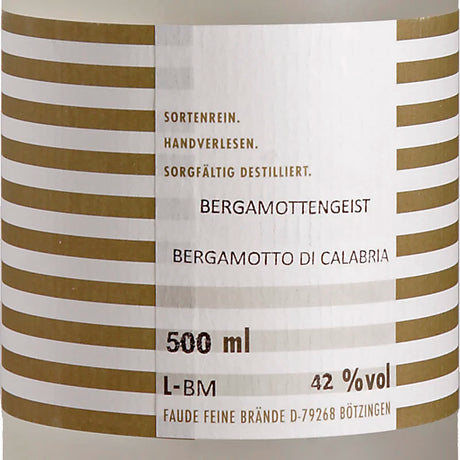 SORTENREIN.
HANDVERLESEN.
SORGFÄLTIG DESTILLIERT.
BERGAMOTTENGEIST
BERGAMOTTO DI CALABRIA
500 ml
L-BM 42 %vol
FAUDE FEINE BRÄNDE D-79268 BÖTZINGEN